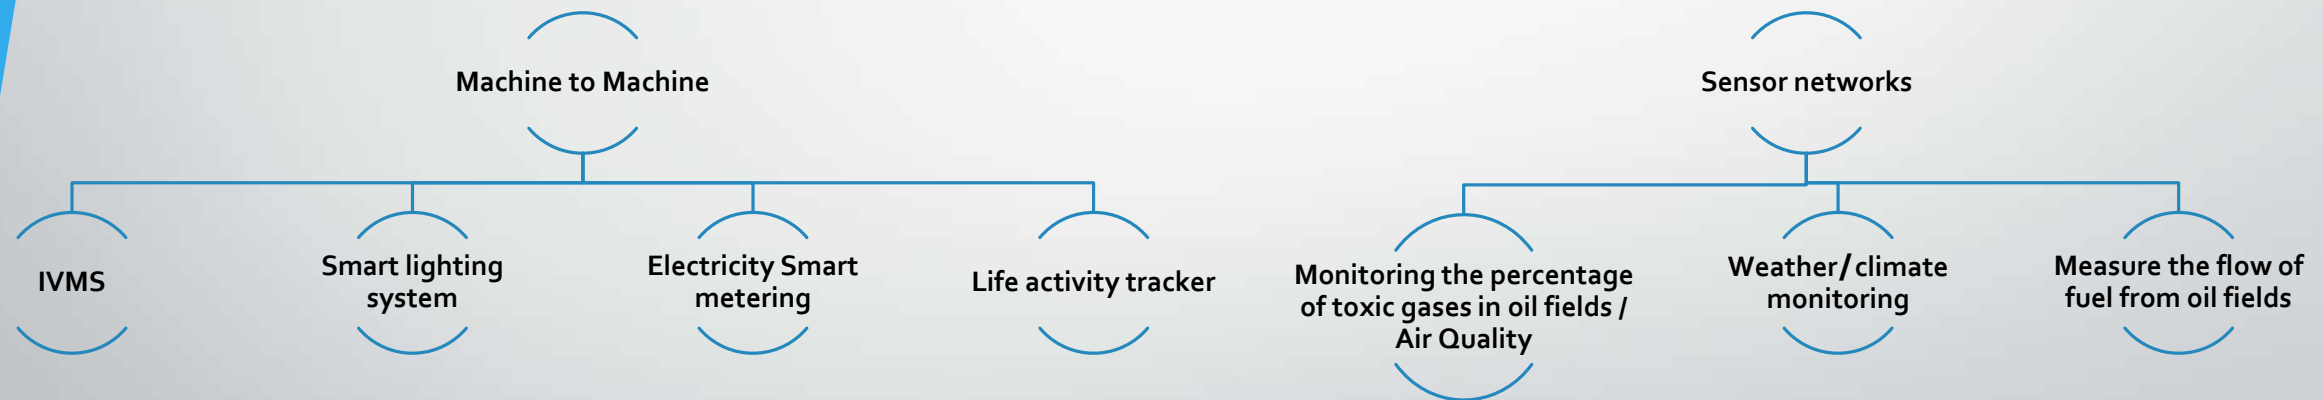 Machine to Machine
Sensor networks
IVMS
Smart lighting
system
Electricity Smart
metering
Life activity tracker
Monitoring the percentage
of toxic gases in oil fields /
Air Quality
Weather/climate
monitoring
Measure the flow of
fuel from oil fields